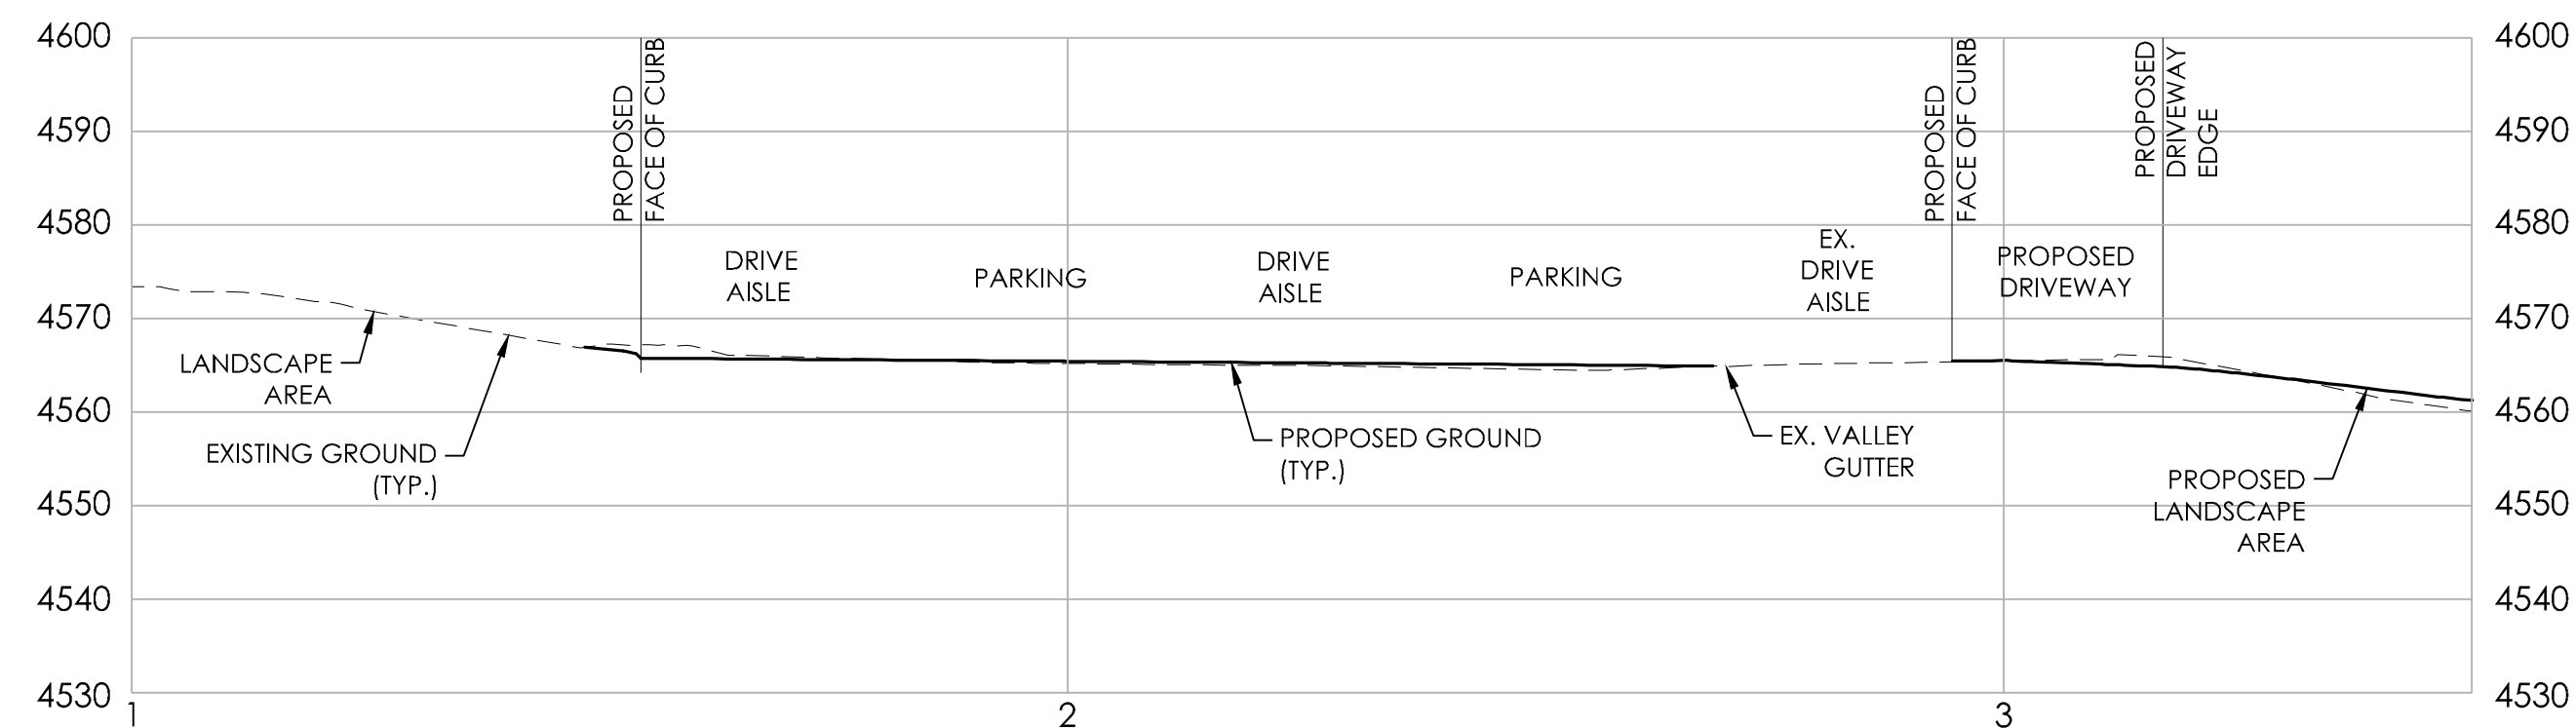 4600
4600
PROPOSED
FACE OF CURB
PROPOSED
FACE OF CURB
PROPOSED
DRIVEWAY
EDGE
4590
4590
4580
4580
DRIVE
AISLE
PARKING
DRIVE
AISLE
PARKING
EX.
DRIVE
AISLE
PROPOSED
DRIVEWAY
4570
4570
LANDSCAPE
AREA
4560
4560
EXISTING GROUND
(TYP.)
PROPOSED GROUND
(TYP.)
EX. VALLEY
GUTTER
PROPOSED
LANDSCAPE
AREA
4550
4550
4540
4540
4530
4530
1
2
3